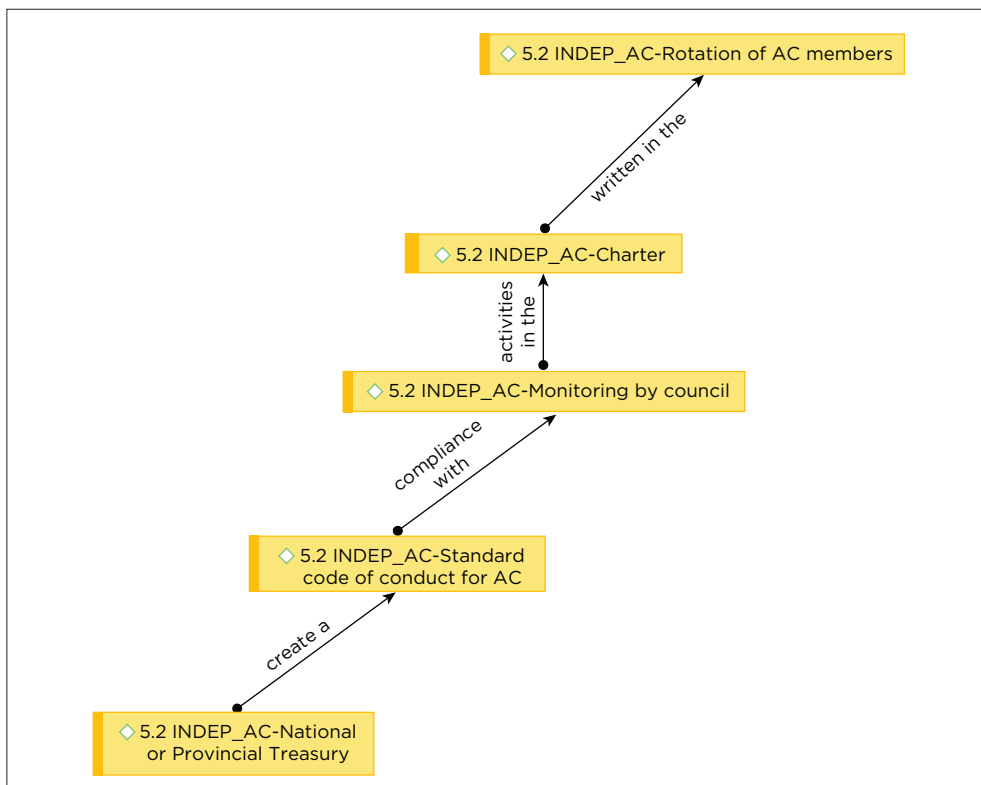 5.2 INDEP_AC-Rotation of AC members
written in the
5.2 INDEP_AC-Charter
activities
in the
5.2 INDEP_AC-Monitoring by council
compliance
with
5.2 INDEP_AC-Standard
code of conduct for AC
create a
5.2 INDEP_AC-National
or Provincial Treasury